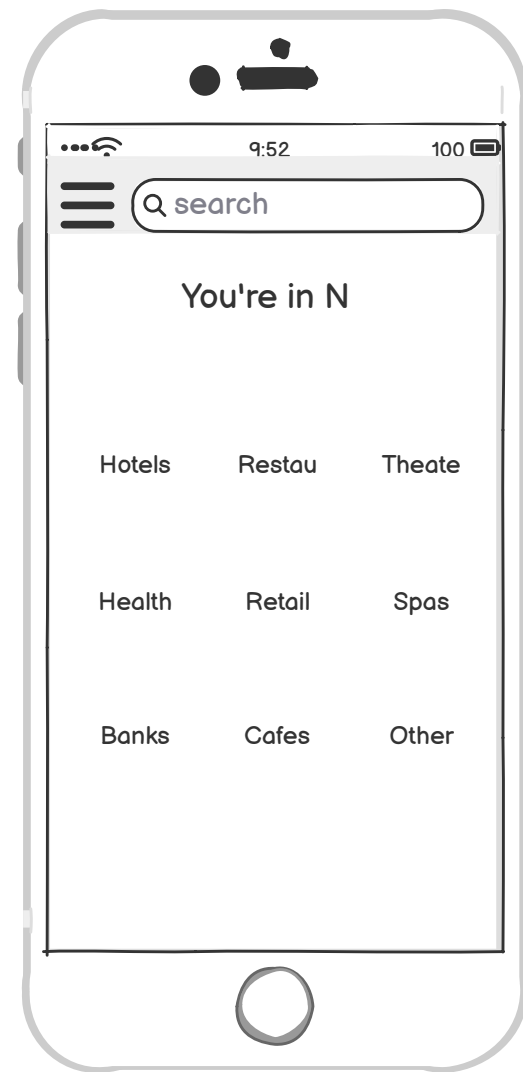 9:52 100
search
You're in N
Hotels Restau Theate
Health Retail Spas
Banks Cafes Other